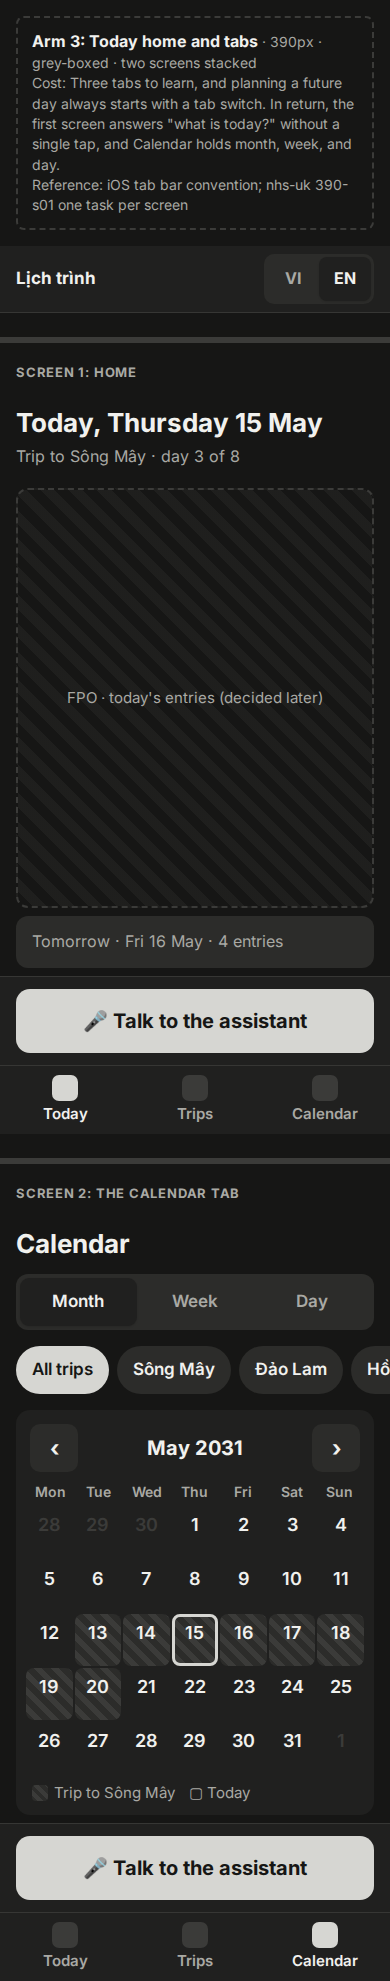 Arm 3: Today home and tabs · 390px ·
grey-boxed · two screens stacked
Cost: Three tabs to learn, and planning a future
day always starts with a tab switch. In return, the
first screen answers "what is today?" without a
single tap, and Calendar holds month, week, and
day.
Reference: iOS tab bar convention; nhs-uk 390-
s01 one task per screen
Lịch trình VI EN
SCREEN 1: HOME
Today, Thursday 15 May
Trip to Sông Mây · day 3 of 8
FPO · today's entries (decided later)
Tomorrow · Fri 16 May · 4 entries
🎤 Talk to the assistant
Today Trips Calendar
SCREEN 2: THE CALENDAR TAB
Calendar
Month Week Day
All trips Sông Mây Đảo Lam Hồ
‹ May 2031 ›
Mon Tue Wed Thu Fri Sat Sun
28 29 30 1 2 3 4
5 6 7 8 9 10 11
12 13 14 15 16 17 18
19 20 21 22 23 24 25
26 27 28 29 30 31 1
Trip to Sông Mây ▢ Today
🎤 Talk to the assistant
Today Trips Calendar